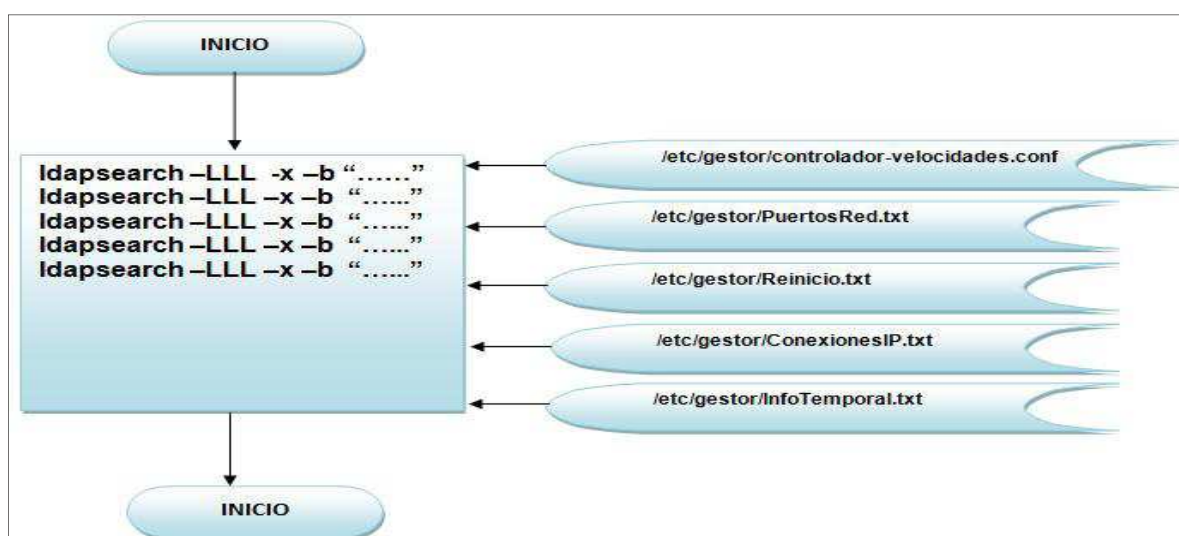 INICIO
ldapsearch –LLL -x –b “……”
ldapsearch –LLL –x –b “…...”
ldapsearch –LLL –x –b “…...”
ldapsearch –LLL –x –b “…...”
ldapsearch –LLL –x –b “…...”
/etc/gestor/controlador-velocidades.conf
/etc/gestor/PuertosRed.txt
/etc/gestor/Reinicio.txt
/etc/gestor/ConexionesIP.txt
/etc/gestor/InfoTemporal.txt
INICIO